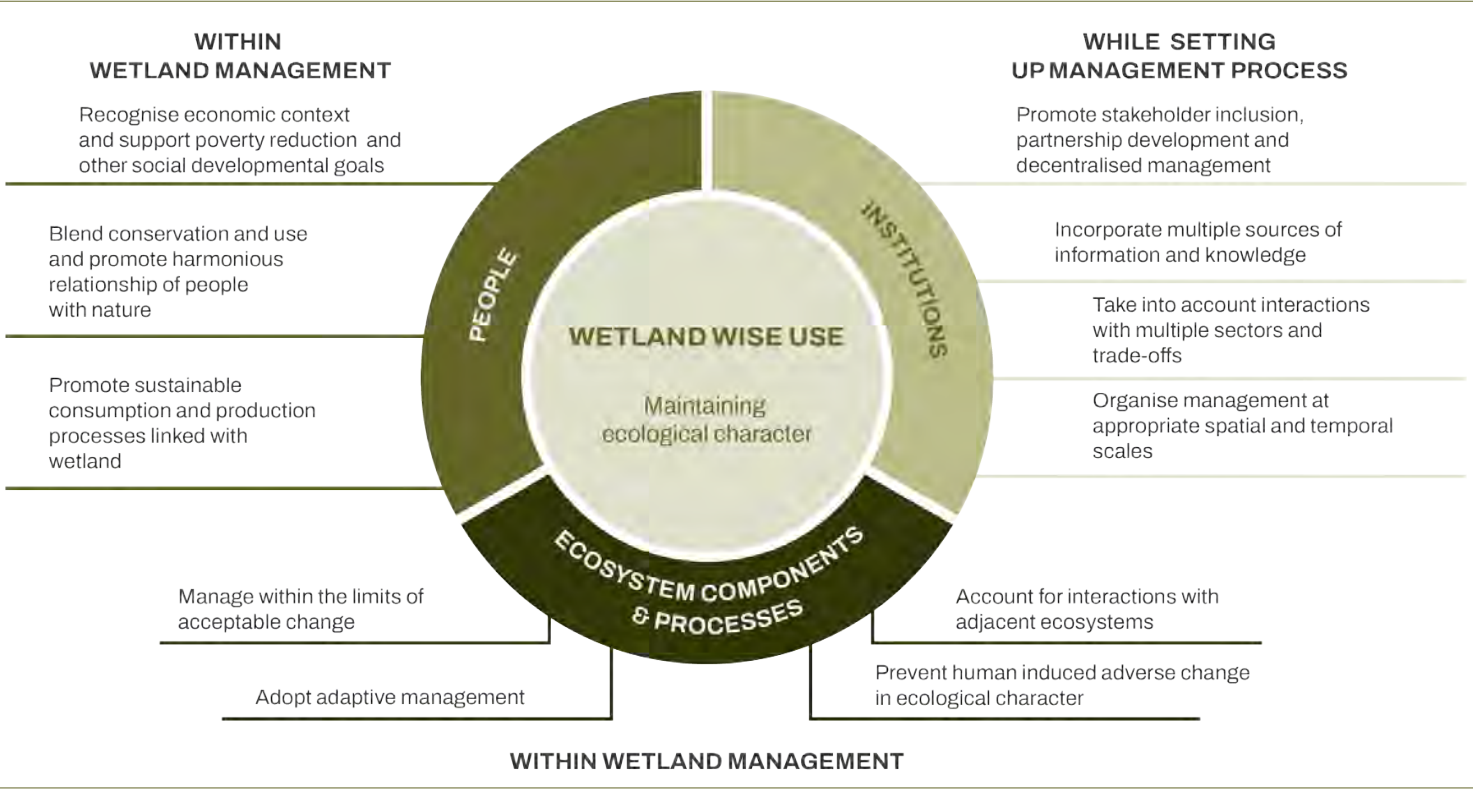 WITHIN
WETLAND MANAGEMENT
Recognise economic context
and support poverty reduction and
other social developmental goals
Blend conservation and use
and promote harmonious
relationship of people
with nature
Promote sustainable
consumption and production
processes linked with
wetland
WHILE SETTING
UP MANAGEMENT PROCESS
Promote stakeholder inclusion,
partnership development and
decentralised management
Incorporate multiple sources of
information and knowledge
Take into account interactions
with multiple sectors and
trade-offs
Organise management at
appropriate spatial and temporal
scales
PEOPLE
INSTITUTIONS
WETLAND WISE USE
Maintaining
ecological character
ECOSYSTEM COMPONENTS
& PROCESSES
Manage within the limits of
acceptable change
Adopt adaptive management
Account for interactions with
adjacent ecosystems
Prevent human induced adverse change
in ecological character
WITHIN WETLAND MANAGEMENT